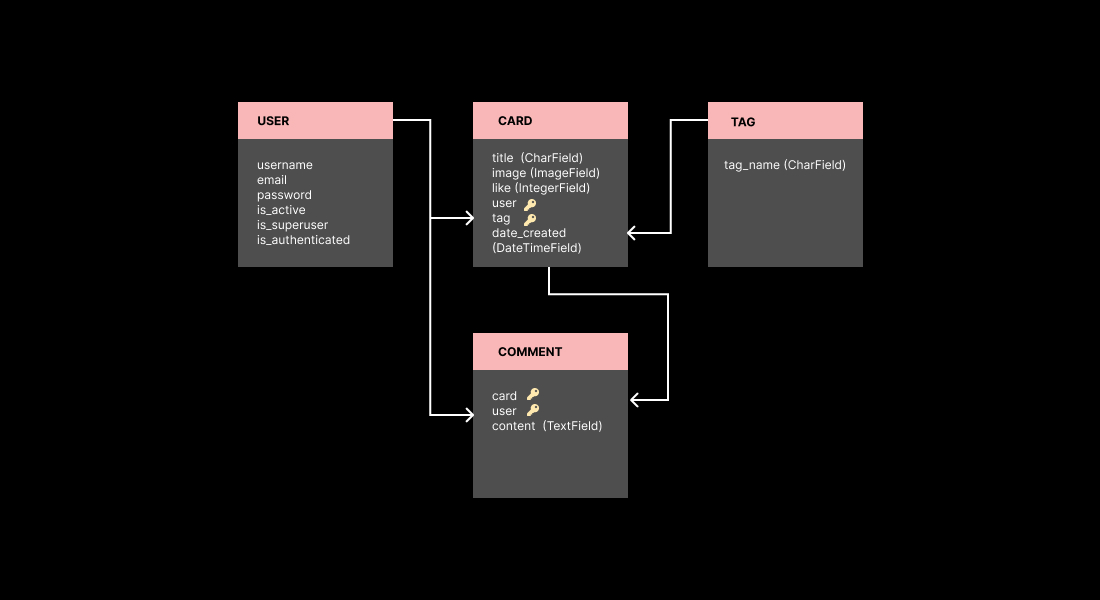 USER
username
email
password
is_active
is_superuser
is_authenticated
CARD
title (CharField)
image (ImageField)
like (IntegerField)
user
tag
date_created
(DateTimeField)
TAG
tag_name (CharField)
COMMENT
card
user
content (TextField)